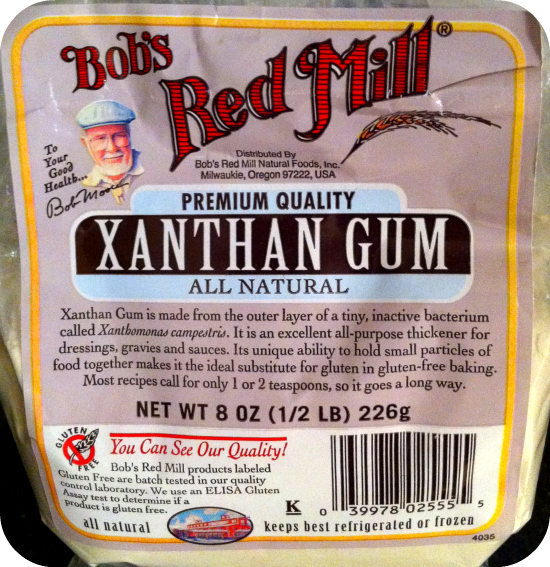 Bob's
Red Mill®
To
Your
Good
Health...
Bob Moore
Distributed By
Bob's Red Mill Natural Foods, Inc.
Milwaukie, Oregon 97222, USA
PREMIUM QUALITY
XANTHAN GUM
ALL NATURAL
Xanthan Gum is made from the outer layer of a tiny, inactive bacterium
called Xanthomonas campestris. It is an excellent all-purpose thickener for
dressings, gravies and sauces. Its unique ability to hold small particles of
food together makes it the ideal substitute for gluten in gluten-free baking.
Most recipes call for only 1 or 2 teaspoons, so it goes a long way.
NET WT 8 OZ (1/2 LB) 226g
GLUTEN
FREE
You Can See Our Quality!
Bob's Red Mill products labeled
Gluten Free are batch tested in our quality
control laboratory. We use an ELISA Gluten
Assay test to determine if a
product is gluten free.
K
0 39978 02555 5
all natural
keeps best refrigerated or frozen
4035